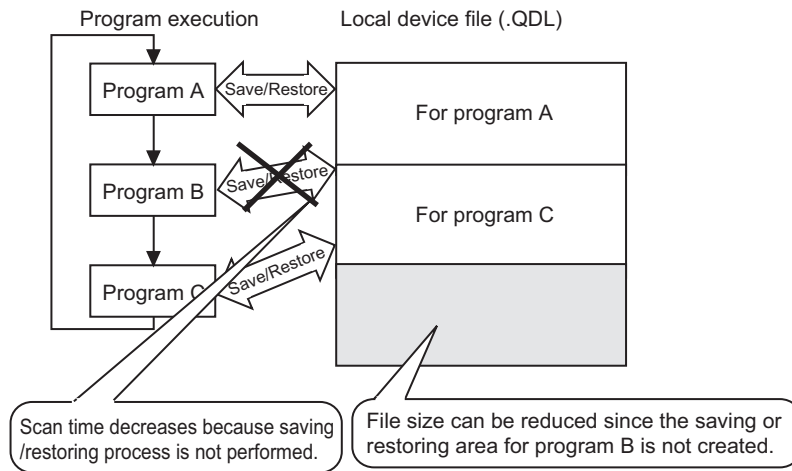 Program execution
Local device file (.QDL)
Program A
Save/Restore
For program A
Program B
Save/Restore
For program C
Program C
Save/Restore
Scan time decreases because saving
/restoring process is not performed.
File size can be reduced since the saving or
restoring area for program B is not created.